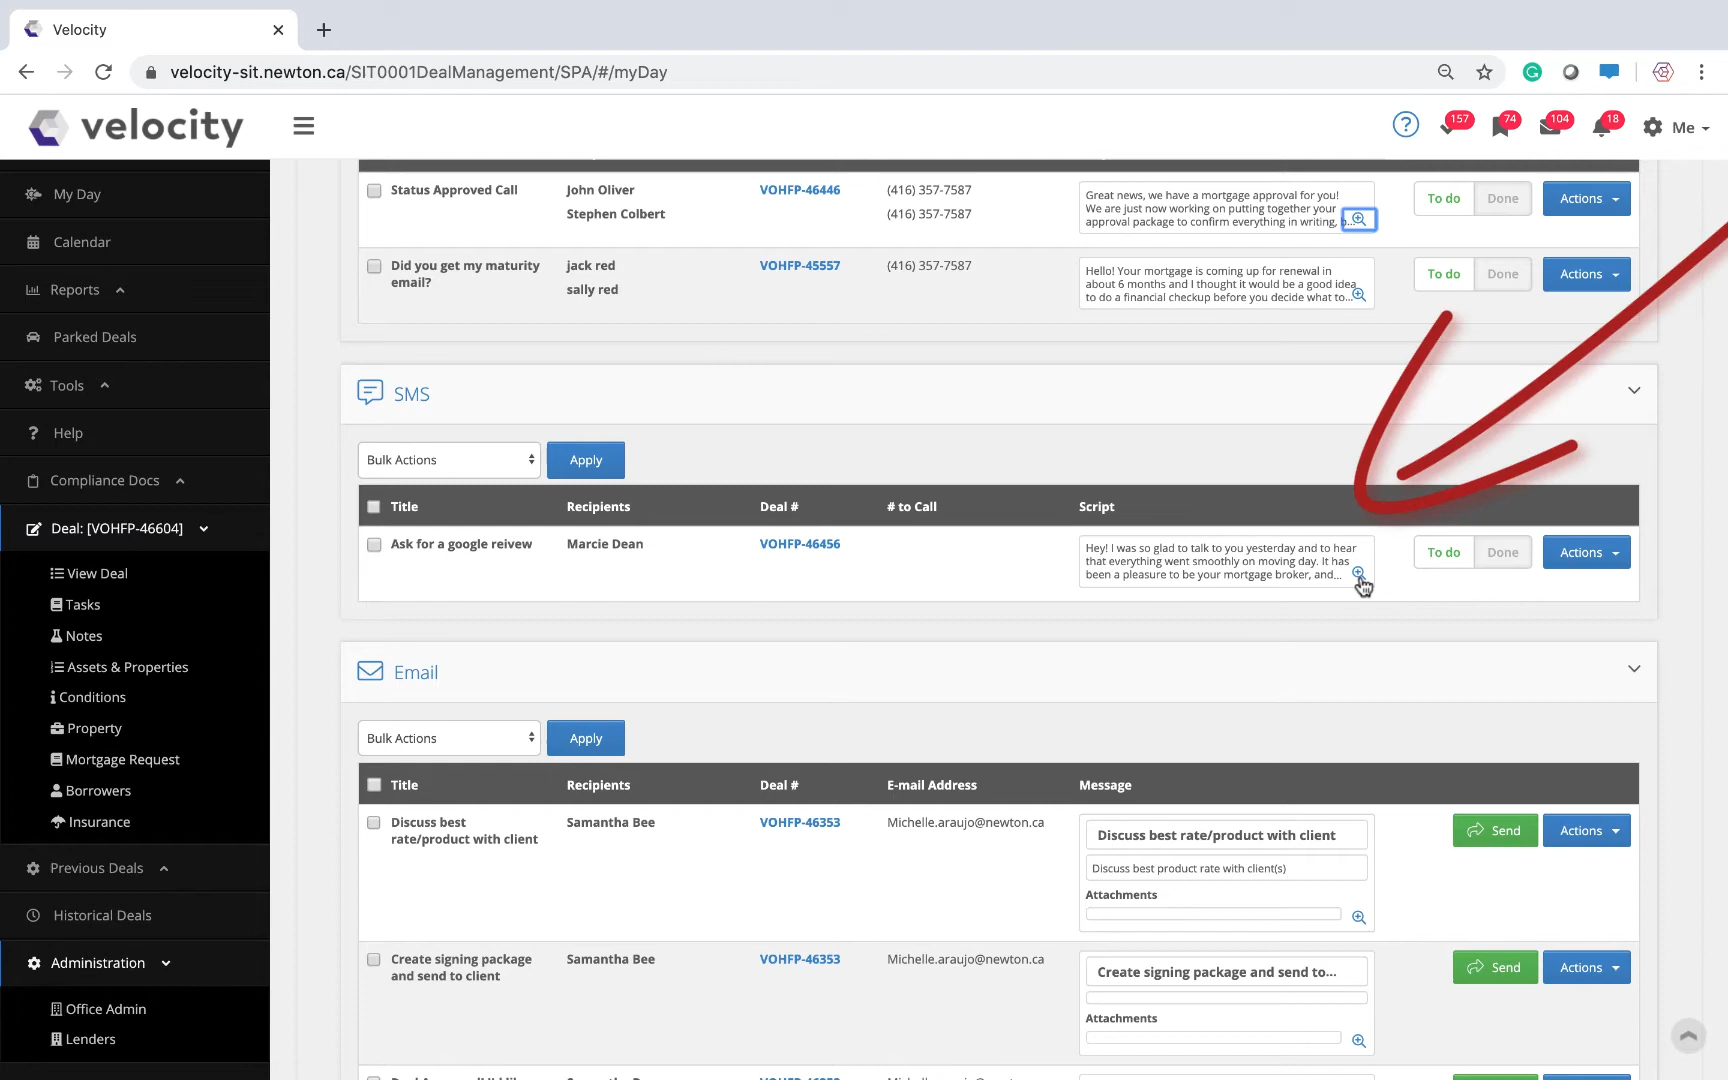 Velocity
velocity-sit.newton.ca/SIT0001DealManagement/SPA/#/myDay
velocity
157
74
104
18
Me
My Day
Calendar
Reports
Parked Deals
Tools
Help
Compliance Docs
Deal: [VOHFP-46604]
View Deal
Tasks
Notes
Assets & Properties
Conditions
Property
Mortgage Request
Borrowers
Insurance
Previous Deals
Historical Deals
Administration
Office Admin
Lenders
Status Approved Call
John Oliver
Stephen Colbert
VOHFP-46446
(416) 357-7587
(416) 357-7587
Great news, we have a mortgage approval for you!
We are just now working on putting together your
approval package to confirm everything in writing, b...
To do
Done
Actions
Did you get my maturity
email?
jack red
sally red
VOHFP-45557
(416) 357-7587
Hello! Your mortgage is coming up for renewal in
about 6 months and I thought it would be a good idea
to do a financial checkup before you decide what to...
To do
Done
Actions
SMS
Bulk Actions
Apply
Title
Recipients
Deal #
# to Call
Script
Ask for a google reivew
Marcie Dean
VOHFP-46456
Hey! I was so glad to talk to you yesterday and to hear
that everything went smoothly on moving day. It has
been a pleasure to be your mortgage broker, and...
To do
Done
Actions
Email
Bulk Actions
Apply
Title
Recipients
Deal #
E-mail Address
Message
Discuss best
rate/product with client
Samantha Bee
VOHFP-46353
Michelle.araujo@newton.ca
Discuss best rate/product with client
Discuss best product rate with client(s)
Attachments
Send
Actions
Create signing package
and send to client
Samantha Bee
VOHFP-46353
Michelle.araujo@newton.ca
Create signing package and send to...
Attachments
Send
Actions